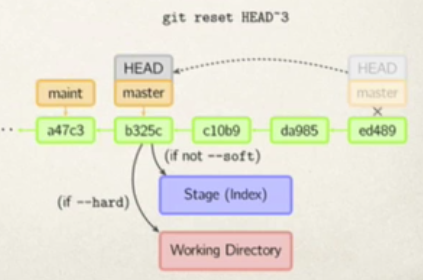 git reset HEAD~3
HEAD
HEAD
maint
master
master
a47c3
b325c
c10b9
da985
ed489
(if not --soft)
(if --hard)
Stage (Index)
Working Directory